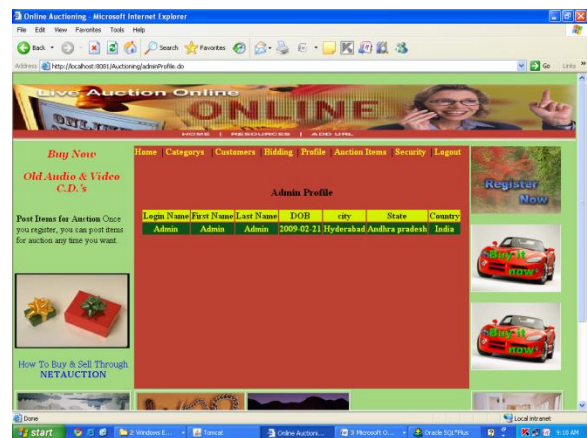 Online Auctioning - Microsoft Internet Explorer
File Edit View Favorites Tools Help
Back Search Favorites
Address http://localhost:8081/Auctioning/adminProfile.do Go Links
Live Auction Online
ONLINE
HOME | RESOURCES | ADD URL
Buy Now
Old Audio & Video
C.D.'s
Post Items for Auction Once
you register, you can post items
for auction any time you want.
How To Buy & Sell Through
NETAUCTION
Home | Categorys | Customers | Bidding | Profile | Auction Items | Security | Logout
Admin Profile
Login Name First Name Last Name DOB city State Country
Admin Admin Admin 2009-02-21 Hyderabad Andhra pradesh India
Register
Now
Buy it
now
Buy it
now
Done Local intranet
start 2 Windows E... Tomcat Online Auctioni... 3 Microsoft O... Oracle SQL*Plus 9:18 AM